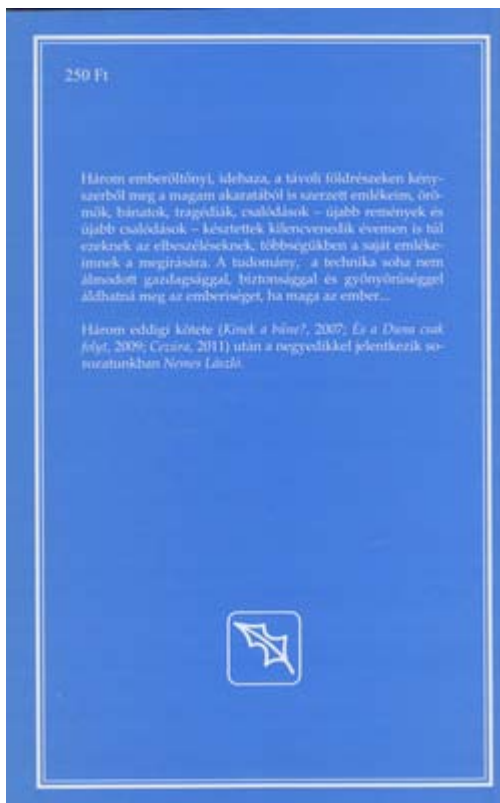 250 Ft
Három emberöltőnyi, idehaza, a távoli földrészeken kény-
szerből meg a magam akaratából is szerzett emlékeim, örö-
mök, bánatok, tragédiák, csalódások – újabb remények és
újabb csalódások – késztettek kilencvenedik évemen is túl
ezeknek az elbeszéléseknek, többségükben a saját emléke-
imnek a megírására. A tudomány, a technika soha nem
álmodott gazdagsággal, biztonsággal és gyönyörűséggel
áldhatná meg az emberiséget, ha maga az ember...
Három eddigi kötete (Kinek a bűne?, 2007; És a Duna csak
folyt, 2009; Cezúra, 2011) után a negyedikkel jelentkezik so-
rozatunkban Nemes László.